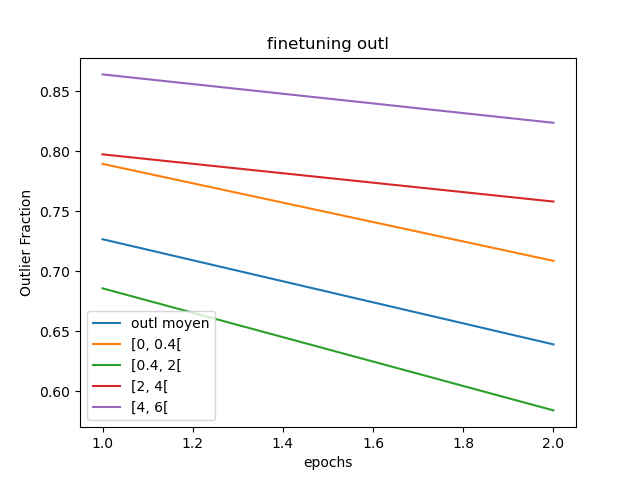 finetuning outl
Outlier Fraction
0.85
0.80
0.75
0.70
0.65
0.60
outl moyen
[0, 0.4[
[0.4, 2[
[2, 4[
[4, 6[
1.0 1.2 1.4 1.6 1.8 2.0
epochs